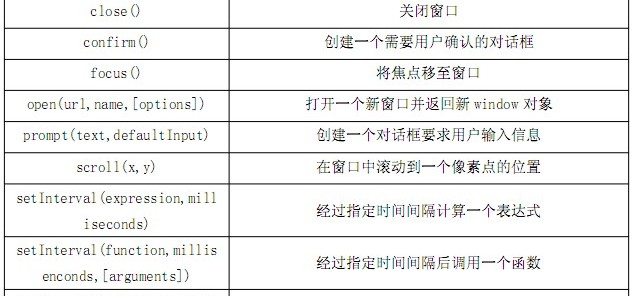 close()
关闭窗口
confirm()
创建一个需要用户确认的对话框
focus()
将焦点移至窗口
open(url,name,[options])
打开一个新窗口并返回新 window 对象
prompt(text,defaultInput)
创建一个对话框要求用户输入信息
scroll(x,y)
在窗口中滚动到一个像素点的位置
setInterval(expression,mill
iseconds)
经过指定时间间隔计算一个表达式
setInterval(function,millis
enconds,[arguments])
经过指定时间间隔后调用一个函数